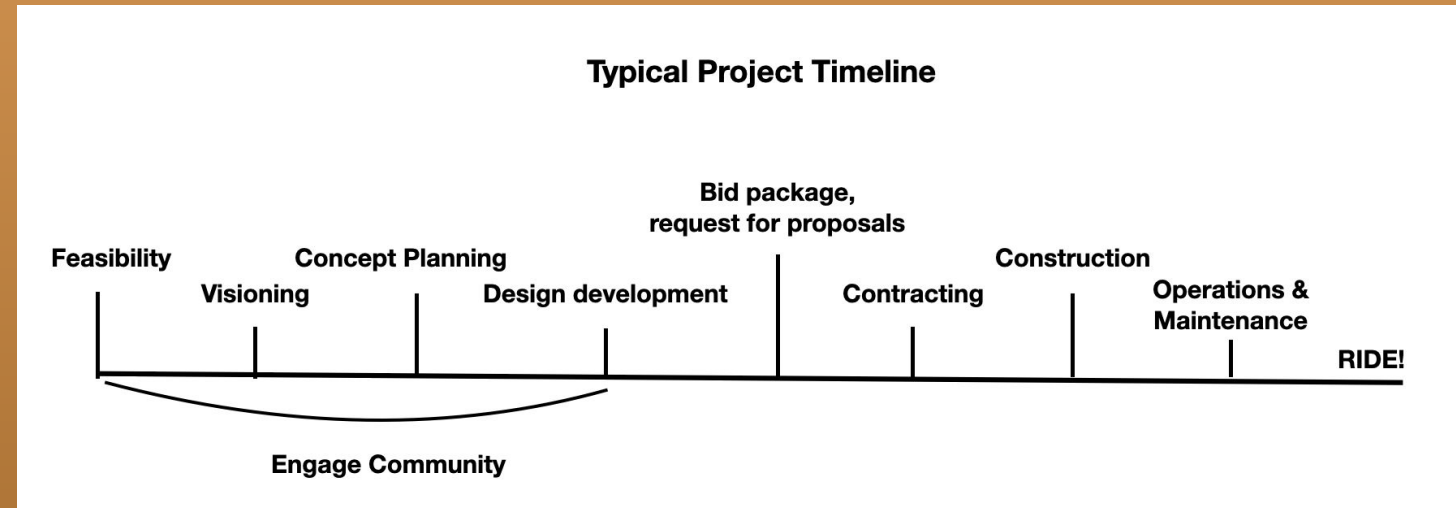 Typical Project Timeline
Bid package,
request for proposals
Feasibility
Concept Planning
Construction
Visioning
Design development
Contracting
Operations &
Maintenance
RIDE!
Engage Community